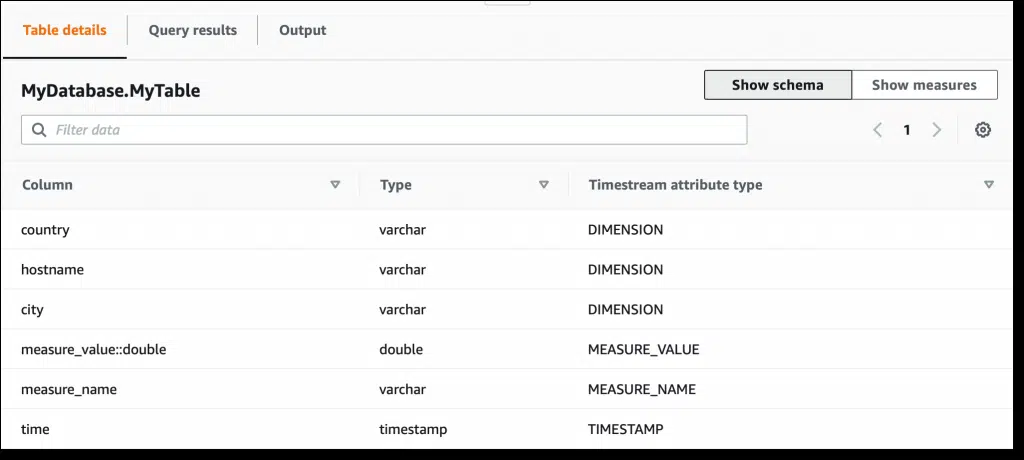 Table details Query results Output
MyDatabase.MyTable Show schema Show measures
Filter data 1
Column Type Timestream attribute type
country varchar DIMENSION
hostname varchar DIMENSION
city varchar DIMENSION
measure_value::double double MEASURE_VALUE
measure_name varchar MEASURE_NAME
time timestamp TIMESTAMP